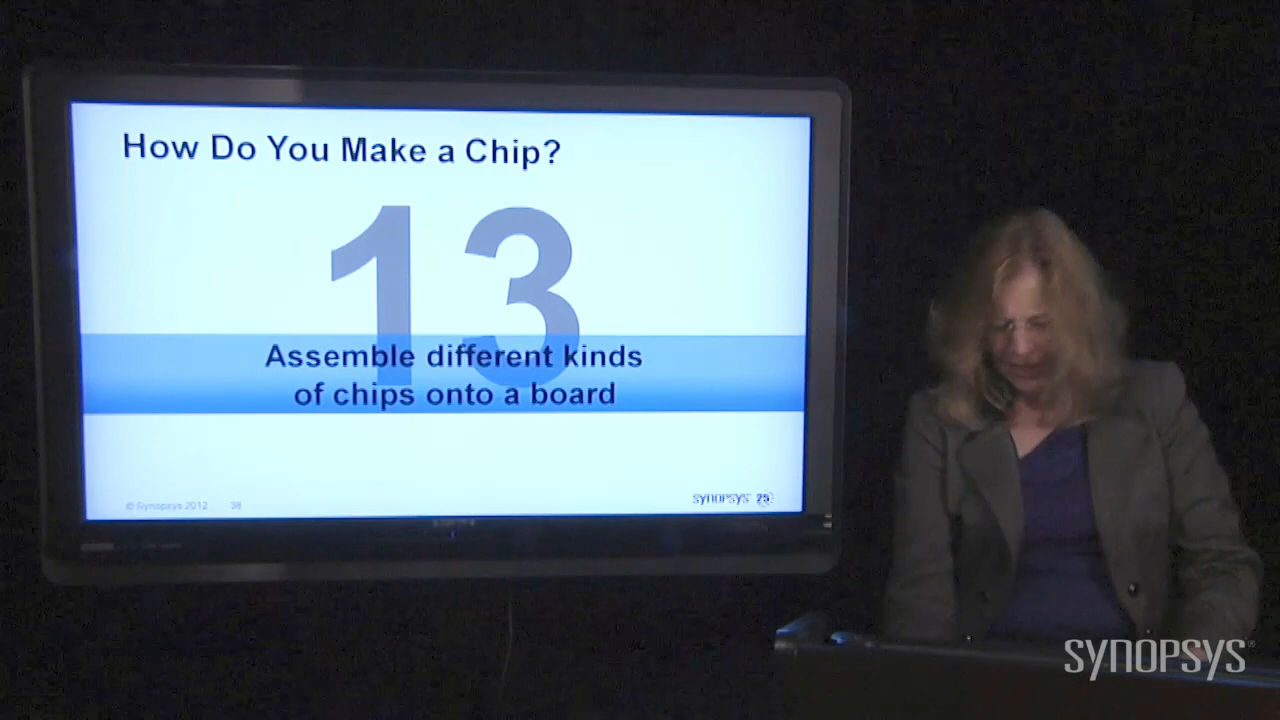 How Do You Make a Chip?
13
Assemble different kinds
of chips onto a board
© Synopsys 2012 38
SYNOPSYS 25
SYNOPSYS®